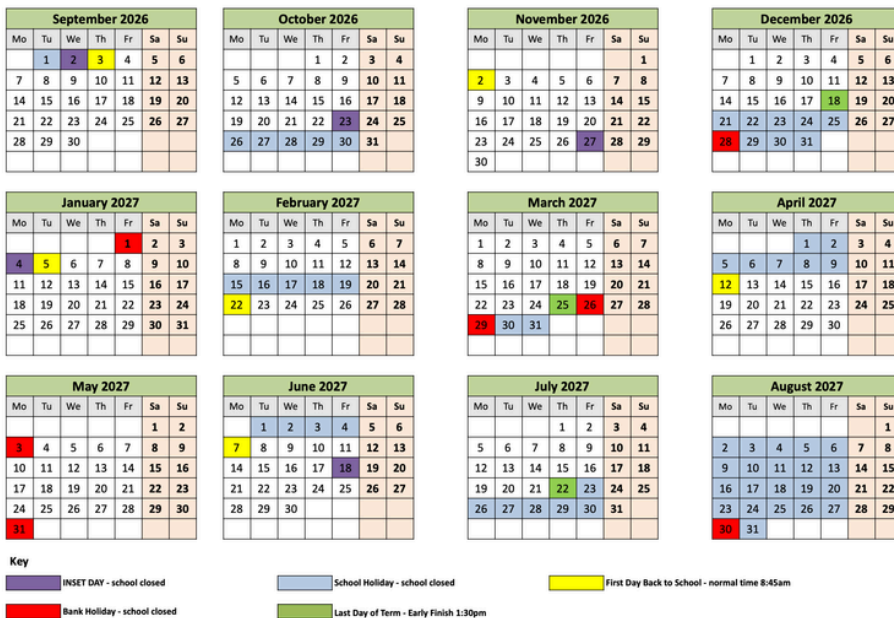 September 2026 October 2026 November 2026 December 2026
Mo Tu We Th Fr Sa Su Mo Tu We Th Fr Sa Su Mo Tu We Th Fr Sa Su Mo Tu We Th Fr Sa Su
1 2 3 4 5 6 1 2 3 4 1 1 2 3 4 5 6
7 8 9 10 11 12 13 5 6 7 8 9 10 11 2 3 4 5 6 7 8 7 8 9 10 11 12 13
14 15 16 17 18 19 20 12 13 14 15 16 17 18 9 10 11 12 13 14 15 14 15 16 17 18 19 20
21 22 23 24 25 26 27 19 20 21 22 23 24 25 16 17 18 19 20 21 22 21 22 23 24 25 26 27
28 29 30 26 27 28 29 30 31 23 24 25 26 27 28 29 28 29 30 31
30
January 2027 February 2027 March 2027 April 2027
Mo Tu We Th Fr Sa Su Mo Tu We Th Fr Sa Su Mo Tu We Th Fr Sa Su Mo Tu We Th Fr Sa Su
1 2 3 1 2 3 4 5 6 7 1 2 3 4 5 6 7 1 2 3 4
4 5 6 7 8 9 10 8 9 10 11 12 13 14 8 9 10 11 12 13 14 5 6 7 8 9 10 11
11 12 13 14 15 16 17 15 16 17 18 19 20 21 15 16 17 18 19 20 21 12 13 14 15 16 17 18
18 19 20 21 22 23 24 22 23 24 25 26 27 28 22 23 24 25 26 27 28 19 20 21 22 23 24 25
25 26 27 28 29 30 31 29 30 31 26 27 28 29 30
May 2027 June 2027 July 2027 August 2027
Mo Tu We Th Fr Sa Su Mo Tu We Th Fr Sa Su Mo Tu We Th Fr Sa Su Mo Tu We Th Fr Sa Su
1 2 1 2 3 4 5 6 1 2 3 4 1
3 4 5 6 7 8 9 7 8 9 10 11 12 13 5 6 7 8 9 10 11 2 3 4 5 6 7 8
10 11 12 13 14 15 16 14 15 16 17 18 19 20 12 13 14 15 16 17 18 9 10 11 12 13 14 15
17 18 19 20 21 22 23 21 22 23 24 25 26 27 19 20 21 22 23 24 25 16 17 18 19 20 21 22
24 25 26 27 28 29 30 28 29 30 26 27 28 29 30 31 23 24 25 26 27 28 29
31 30 31
Key
INSET DAY - school closed School Holiday - school closed First Day Back to School - normal time 8:45am
Bank Holiday - school closed Last Day of Term - Early Finish 1:30pm